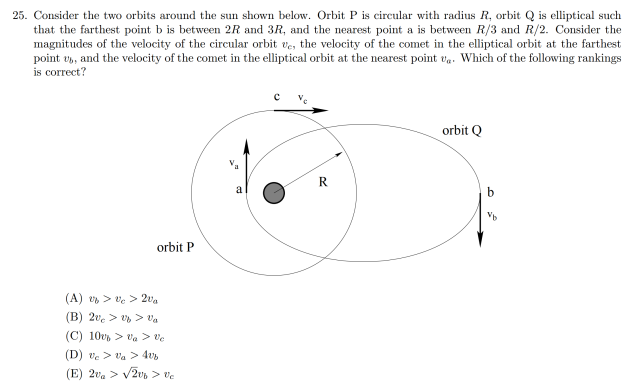 25. Consider the two orbits around the sun shown below. Orbit P is circular with radius R, orbit Q is elliptical such
that the farthest point b is between 2R and 3R, and the nearest point a is between R/3 and R/2. Consider the
magnitudes of the velocity of the circular orbit v_c, the velocity of the comet in the elliptical orbit at the farthest
point v_b, and the velocity of the comet in the elliptical orbit at the nearest point v_a. Which of the following rankings
is correct?
c v_c
orbit Q
v_a
R
a
b
v_b
orbit P
(A) v_b > v_c > 2v_a
(B) 2v_c > v_b > v_a
(C) 10v_b > v_a > v_c
(D) v_c > v_a > 4v_b
(E) 2v_a > √2v_b > v_c